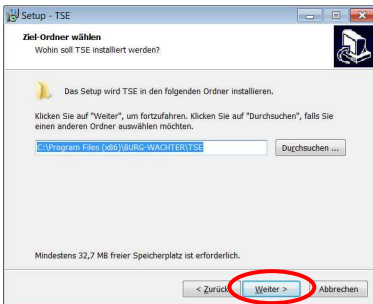 Setup - TSE
Ziel-Ordner wählen
Wohin soll TSE installiert werden?
Das Setup wird TSE in den folgenden Ordner installieren.
Klicken Sie auf "Weiter", um fortzufahren. Klicken Sie auf "Durchsuchen", falls Sie
einen anderen Ordner auswählen möchten.
C:\Program Files (x86)\BURG-WACHTER\TSE
Durchsuchen ...
Mindestens 32,7 MB freier Speicherplatz ist erforderlich.
< Zurück
Weiter >
Abbrechen